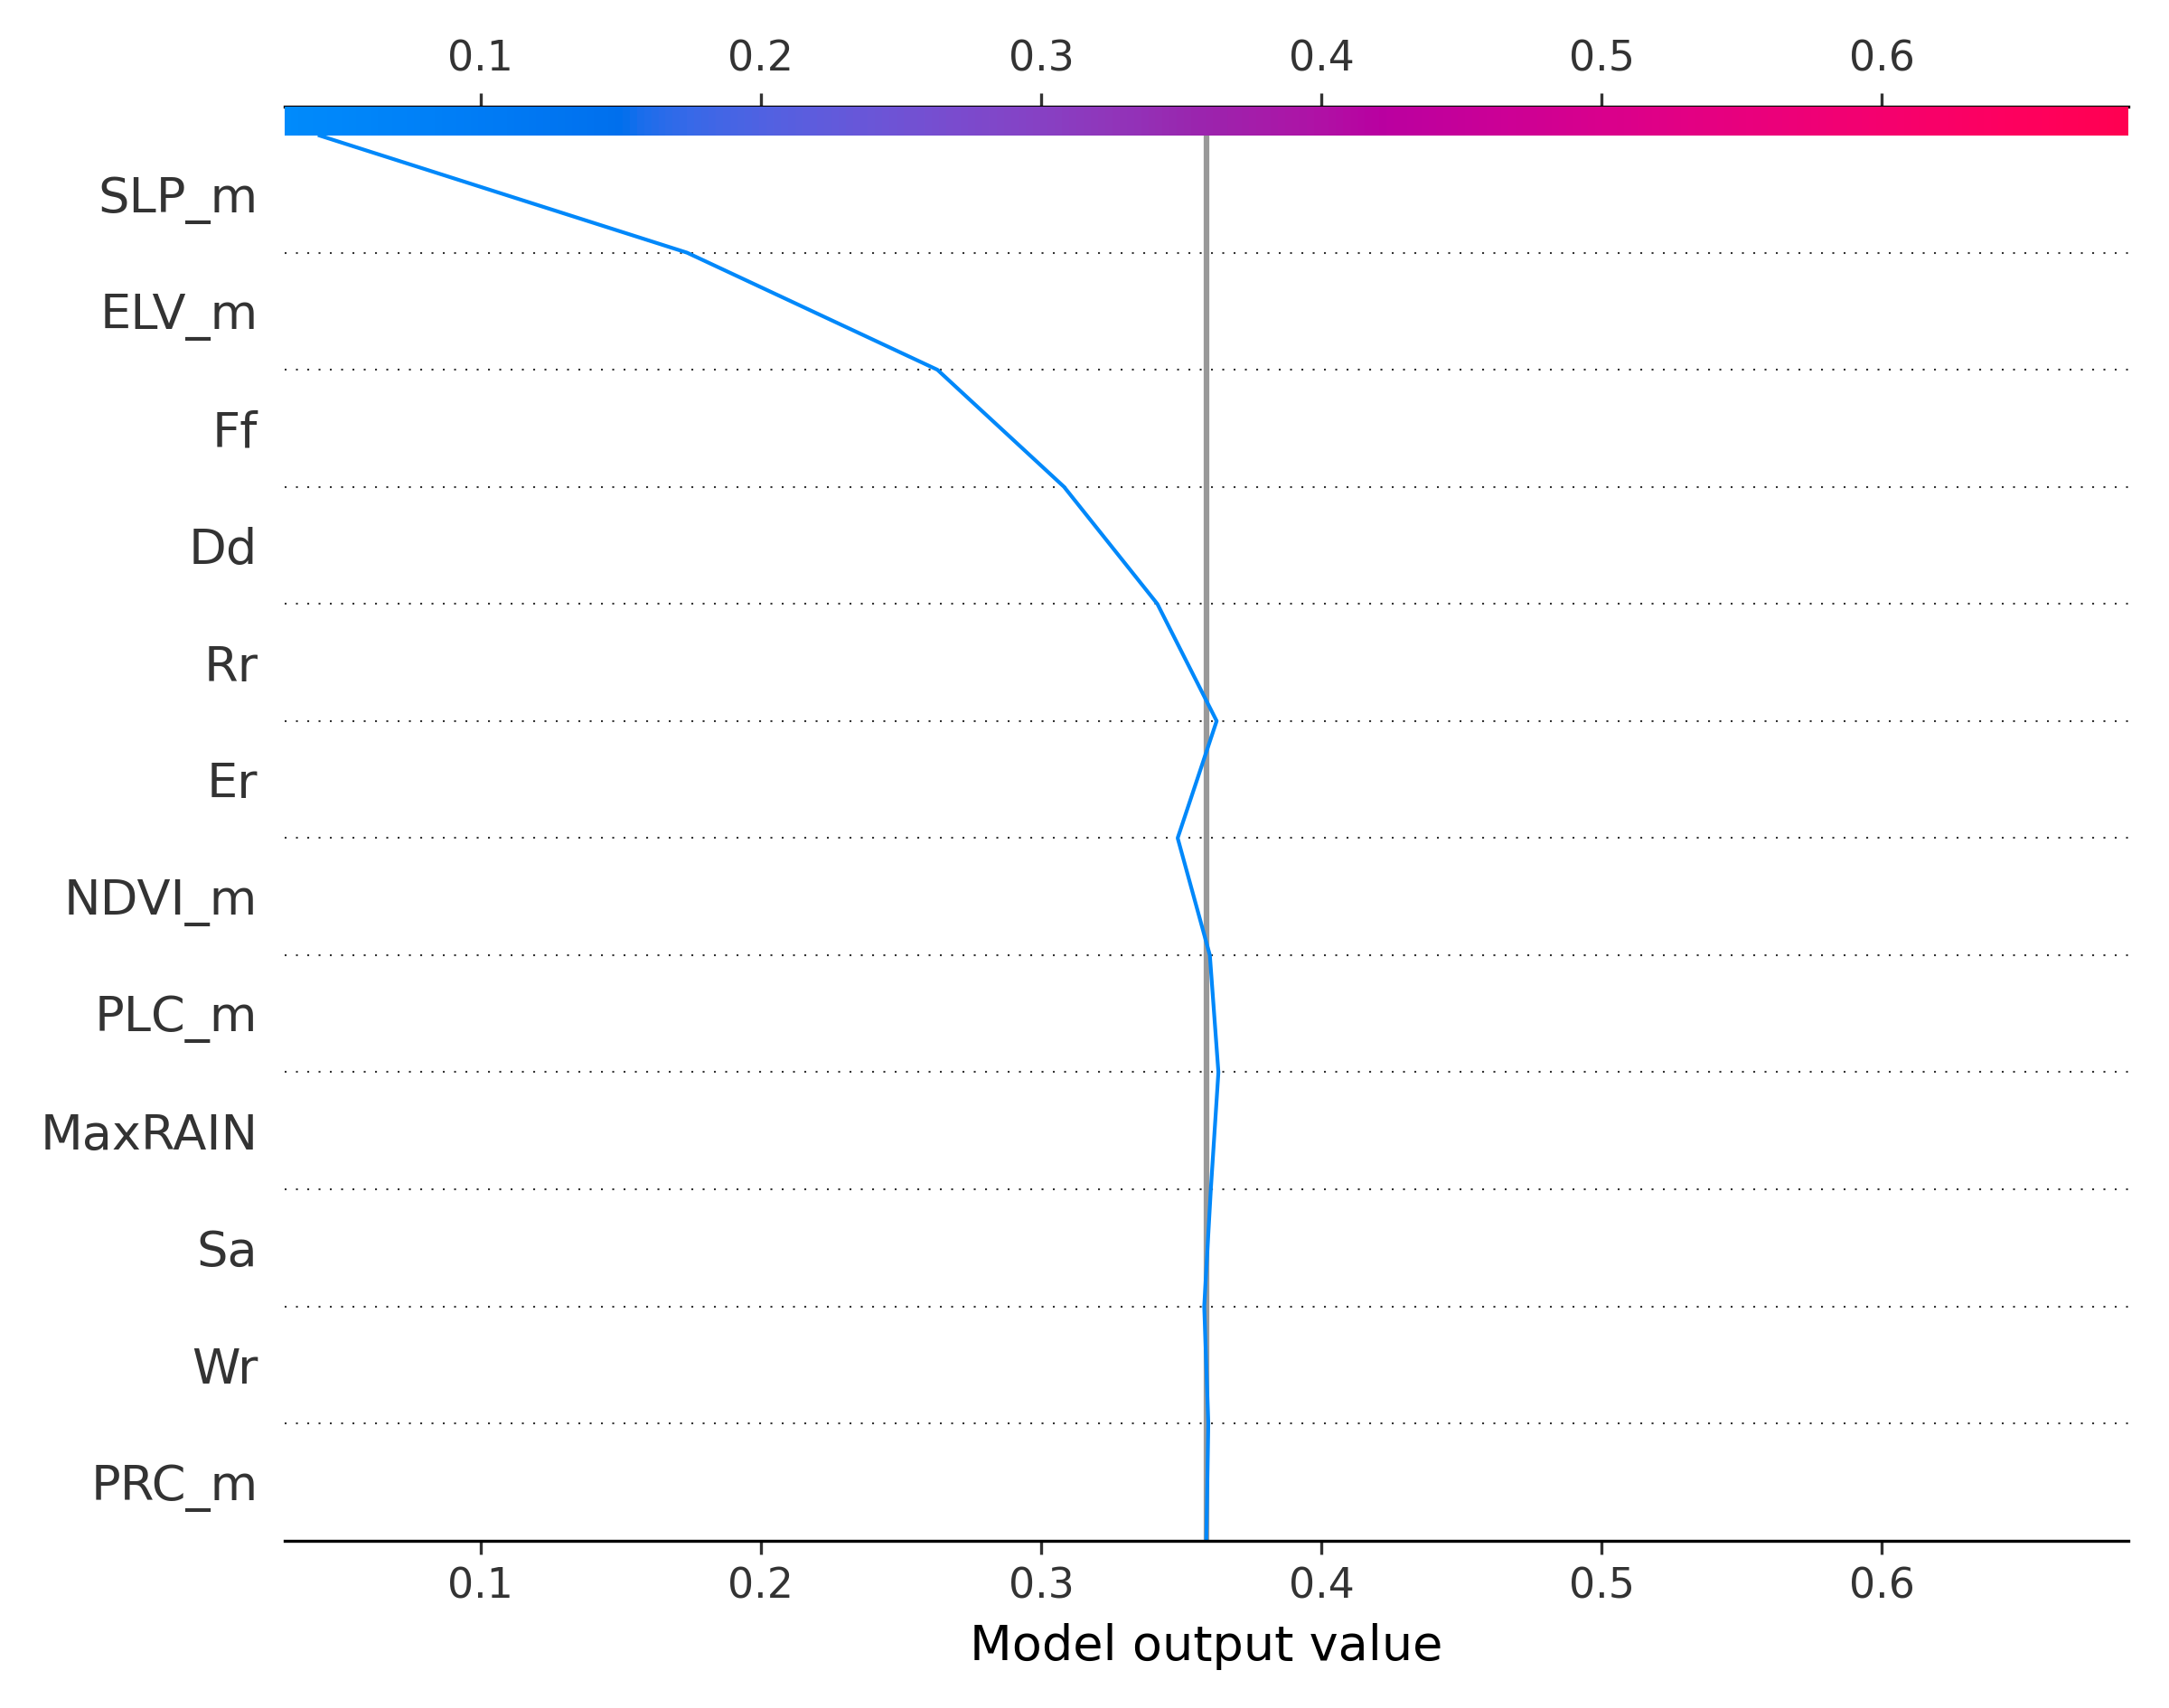 0.1 0.2 0.3 0.4 0.5 0.6
SLP_m
ELV_m
Ff
Dd
Rr
Er
NDVI_m
PLC_m
MaxRAIN
Sa
Wr
PRC_m
0.1 0.2 0.3 0.4 0.5 0.6
Model output value